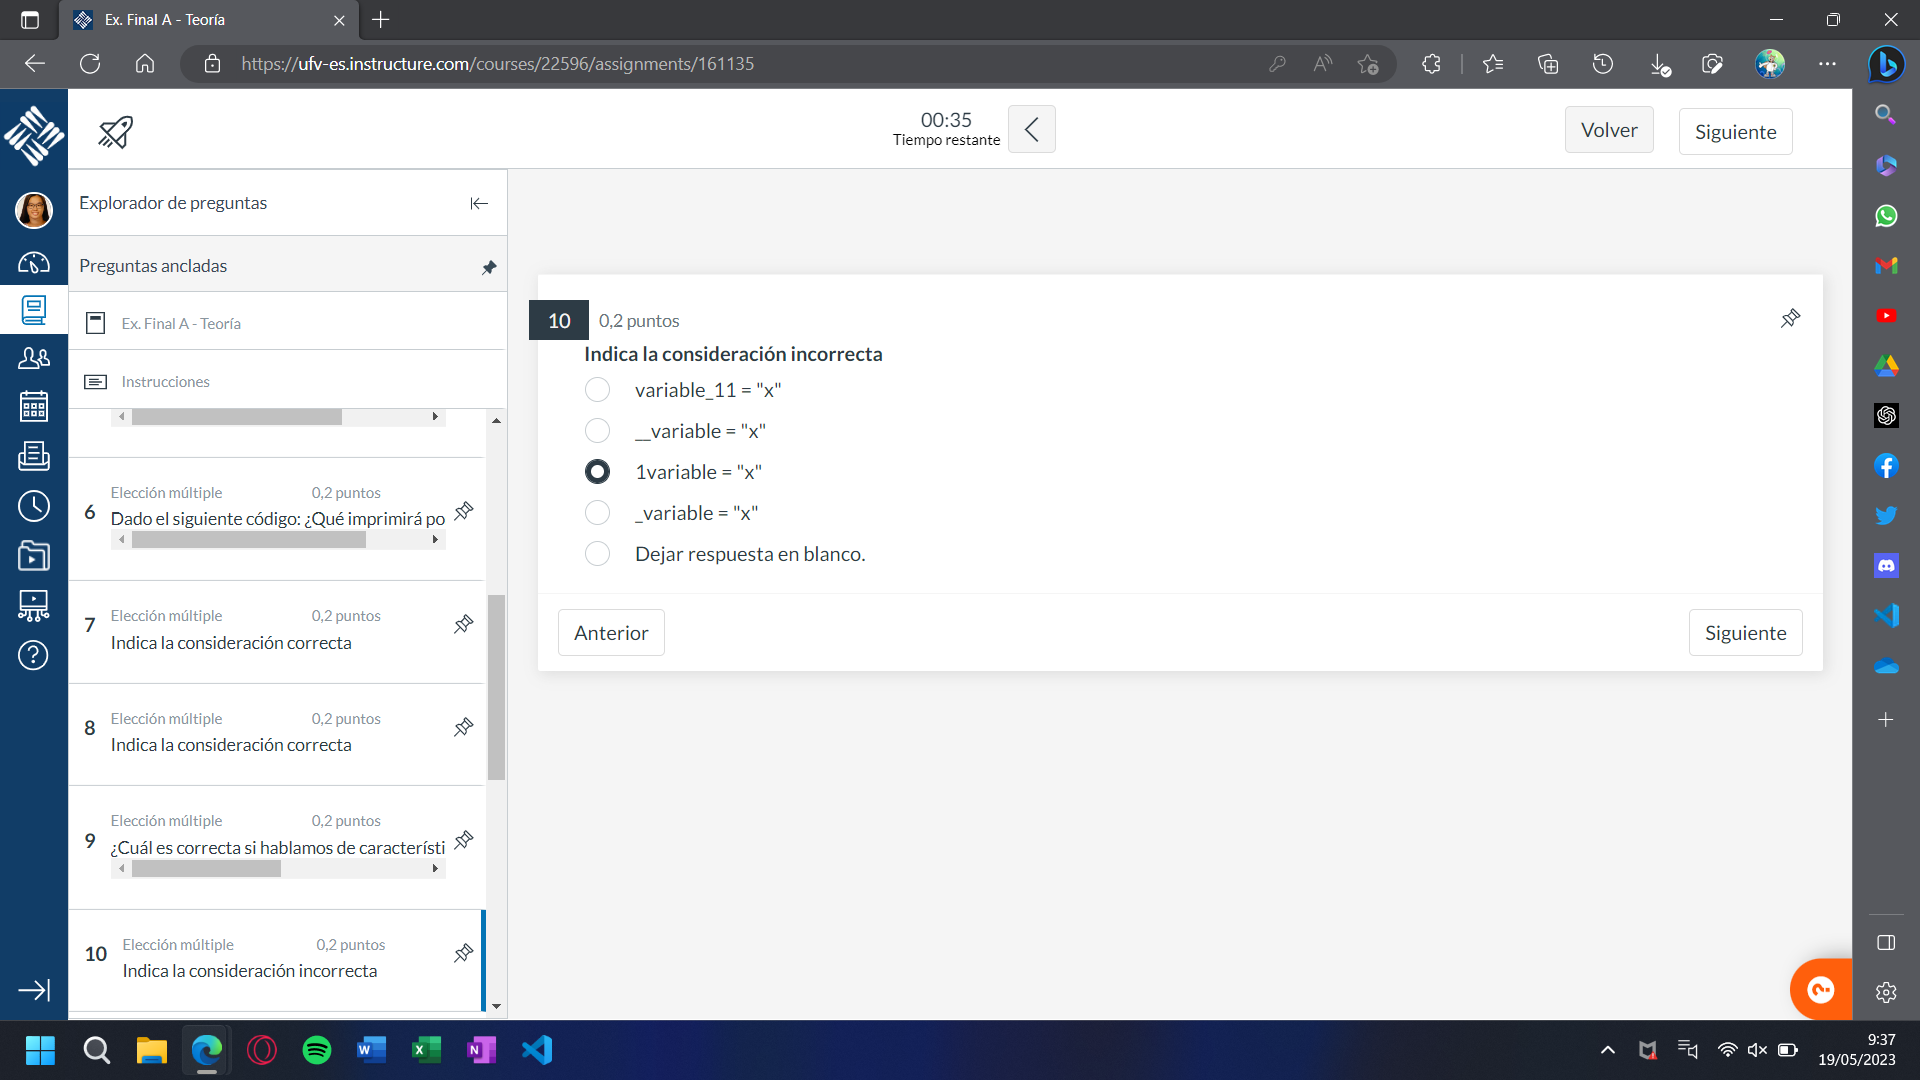 Ex. Final A - Teoría
https://ufv-es.instructure.com/courses/22596/assignments/161135
00:35
Tiempo restante
Volver
Siguiente
Explorador de preguntas
Preguntas ancladas
Ex. Final A - Teoría
Instrucciones
Elección múltiple 0,2 puntos
6 Dado el siguiente código: ¿Qué imprimirá po
Elección múltiple 0,2 puntos
7 Indica la consideración correcta
Elección múltiple 0,2 puntos
8 Indica la consideración correcta
Elección múltiple 0,2 puntos
9 ¿Cuál es correcta si hablamos de característi
Elección múltiple 0,2 puntos
10 Indica la consideración incorrecta
10 0,2 puntos
Indica la consideración incorrecta
variable_11 = "x"
__variable = "x"
1variable = "x"
_variable = "x"
Dejar respuesta en blanco.
Anterior
Siguiente
9:37
19/05/2023